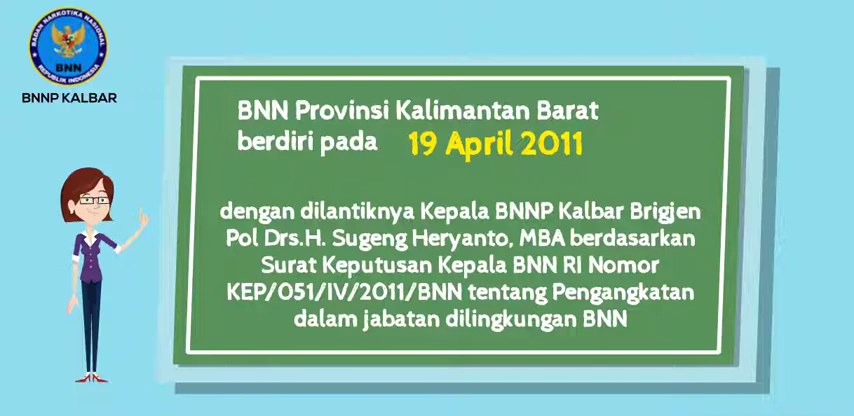 BADAN NARKOTIKA NASIONAL
BNN
REPUBLIK INDONESIA
BNNP KALBAR
BNN Provinsi Kalimantan Barat
berdiri pada 19 April 2011
dengan dilantiknya Kepala BNNP Kalbar Brigjen
Pol Drs.H. Sugeng Heryanto, MBA berdasarkan
Surat Keputusan Kepala BNN RI Nomor
KEP/051/IV/2011/BNN tentang Pengangkatan
dalam jabatan dilingkungan BNN